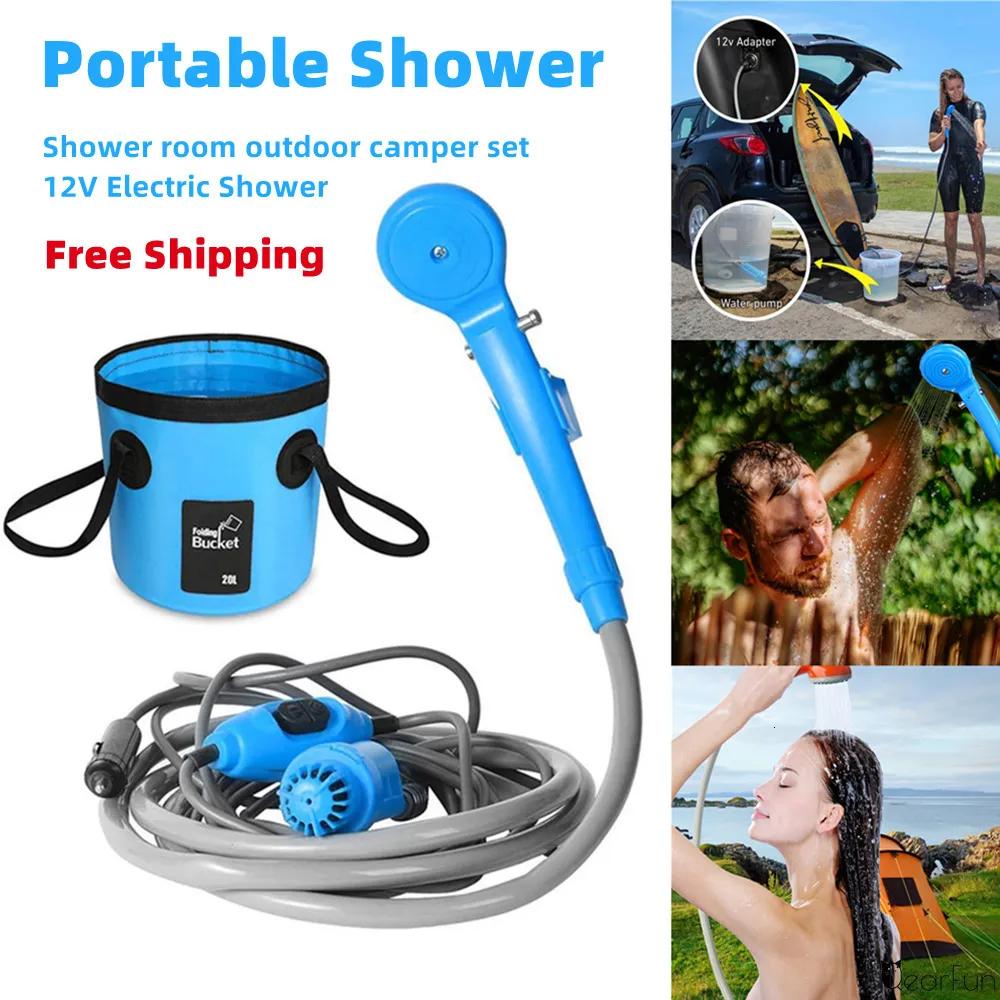 Portable Shower
Shower room outdoor camper set
12V Electric Shower
Free Shipping
12v Adapter
Water pump
Folding
Bucket
20L